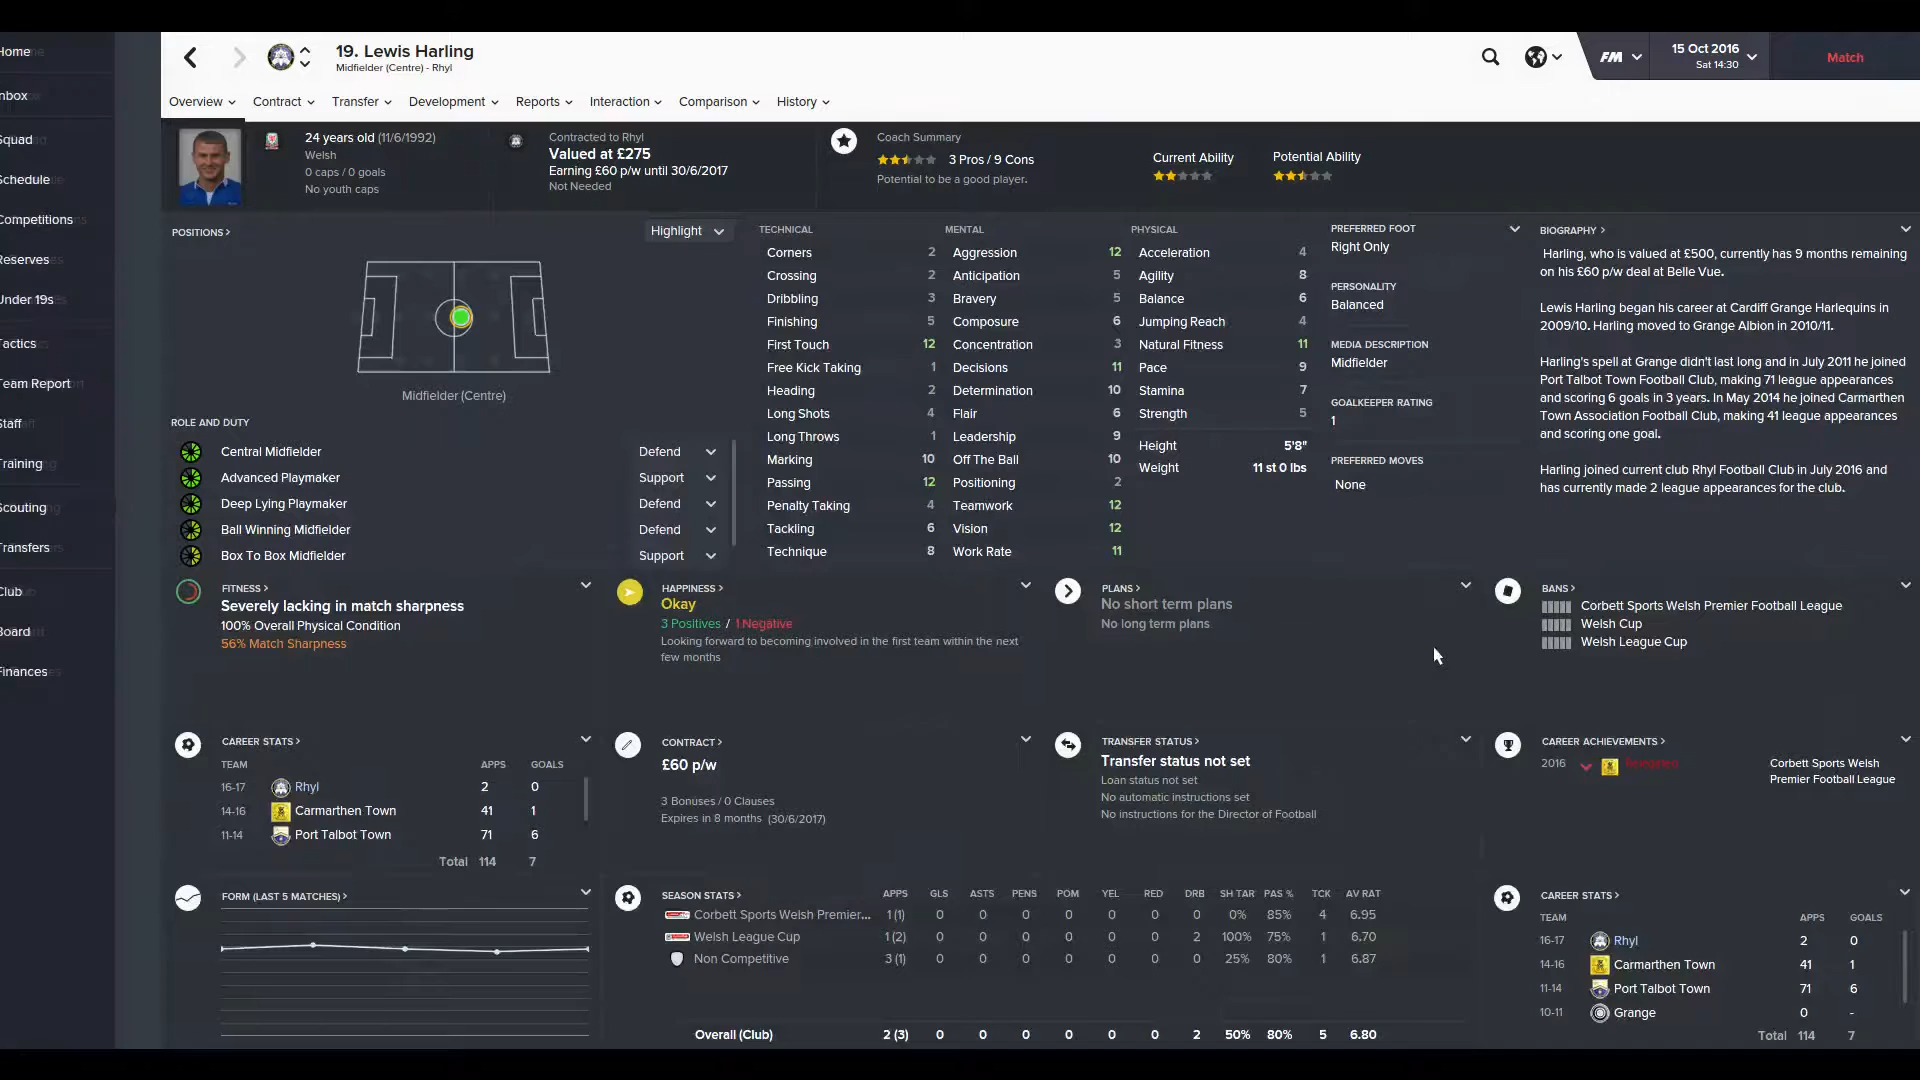 19. Lewis Harling
Midfielder (Centre) - Rhyl
FM
15 Oct 2016
Sat 14:30
Match
Overview
Contract
Transfer
Development
Reports
Interaction
Comparison
History
Home
Inbox
Squad
Schedule
Competitions
Reserves
Under 19s
Tactics
Team Report
Staff
Training
Scouting
Transfers
Club
Board
Finances
24 years old (11/6/1992)
Welsh
0 caps / 0 goals
No youth caps
Contracted to Rhyl
Valued at £275
Earning £60 p/w until 30/6/2017
Not Needed
Coach Summary
3 Pros / 9 Cons
Potential to be a good player.
Current Ability
Potential Ability
POSITIONS >
Highlight
Midfielder (Centre)
ROLE AND DUTY
Central Midfielder Defend
Advanced Playmaker Support
Deep Lying Playmaker Defend
Ball Winning Midfielder Defend
Box To Box Midfielder Support
TECHNICAL
Corners 2
Crossing 2
Dribbling 3
Finishing 5
First Touch 12
Free Kick Taking 1
Heading 2
Long Shots 4
Long Throws 1
Marking 10
Passing 12
Penalty Taking 4
Tackling 6
Technique 8
MENTAL
Aggression 12
Anticipation 5
Bravery 5
Composure 6
Concentration 3
Decisions 11
Determination 10
Flair 6
Leadership 9
Off The Ball 10
Positioning 2
Teamwork 12
Vision 12
Work Rate 11
PHYSICAL
Acceleration 4
Agility 8
Balance 6
Jumping Reach 4
Natural Fitness 11
Pace 9
Stamina 7
Strength 5
Height 5'8"
Weight 11 st 0 lbs
PREFERRED FOOT
Right Only
PERSONALITY
Balanced
MEDIA DESCRIPTION
Midfielder
GOALKEEPER RATING
1
PREFERRED MOVES
None
BIOGRAPHY >
Harling, who is valued at £500, currently has 9 months remaining
on his £60 p/w deal at Belle Vue.
Lewis Harling began his career at Cardiff Grange Harlequins in
2009/10. Harling moved to Grange Albion in 2010/11.
Harling's spell at Grange didn't last long and in July 2011 he joined
Port Talbot Town Football Club, making 71 league appearances
and scoring 6 goals in 3 years. In May 2014 he joined Carmarthen
Town Association Football Club, making 41 league appearances
and scoring one goal.
Harling joined current club Rhyl Football Club in July 2016 and
has currently made 2 league appearances for the club.
FITNESS >
Severely lacking in match sharpness
100% Overall Physical Condition
56% Match Sharpness
HAPPINESS >
Okay
3 Positives / 1 Negative
Looking forward to becoming involved in the first team within the next
few months
PLANS >
No short term plans
No long term plans
BANS >
Corbett Sports Welsh Premier Football League
Welsh Cup
Welsh League Cup
CAREER STATS >
TEAM APPS GOALS
16-17 Rhyl 2 0
14-16 Carmarthen Town 41 1
11-14 Port Talbot Town 71 6
Total 114 7
CONTRACT >
£60 p/w
3 Bonuses / 0 Clauses
Expires in 8 months (30/6/2017)
TRANSFER STATUS >
Transfer status not set
Loan status not set
No automatic instructions set
No instructions for the Director of Football
CAREER ACHIEVEMENTS >
2016 Relegated Corbett Sports Welsh
Premier Football League
FORM (LAST 5 MATCHES) >
SEASON STATS > APPS GLS ASTS PENS POM YEL RED DRB SH TAR PAS % TCK AV RAT
Corbett Sports Welsh Premier... 1 (1) 0 0 0 0 0 0 0 0% 85% 4 6.95
Welsh League Cup 1 (2) 0 0 0 0 0 0 2 100% 75% 1 6.70
Non Competitive 3 (1) 0 0 0 0 0 0 0 25% 80% 1 6.87
Overall (Club) 2 (3) 0 0 0 0 0 0 2 50% 80% 5 6.80
CAREER STATS >
TEAM APPS GOALS
16-17 Rhyl 2 0
14-16 Carmarthen Town 41 1
11-14 Port Talbot Town 71 6
10-11 Grange 0 -
Total 114 7